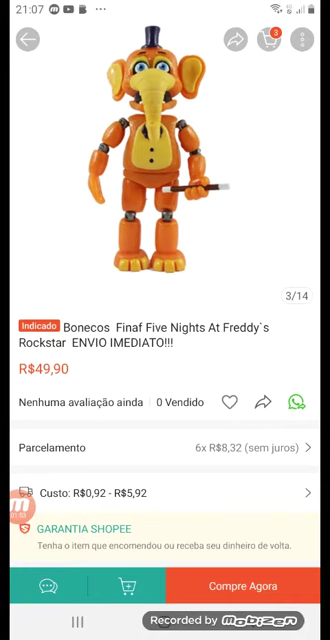 21:07
3
3/14
Indicado Bonecos Finaf Five Nights At Freddy`s
Rockstar ENVIO IMEDIATO!!!
R$49,90
Nenhuma avaliação ainda 0 Vendido
Parcelamento 6x R$8,32 (sem juros)
Custo: R$0,92 - R$5,92
GARANTIA SHOPEE
Tenha o item que encomendou ou receba seu dinheiro de volta.
Compre Agora
Recorded by mobizen